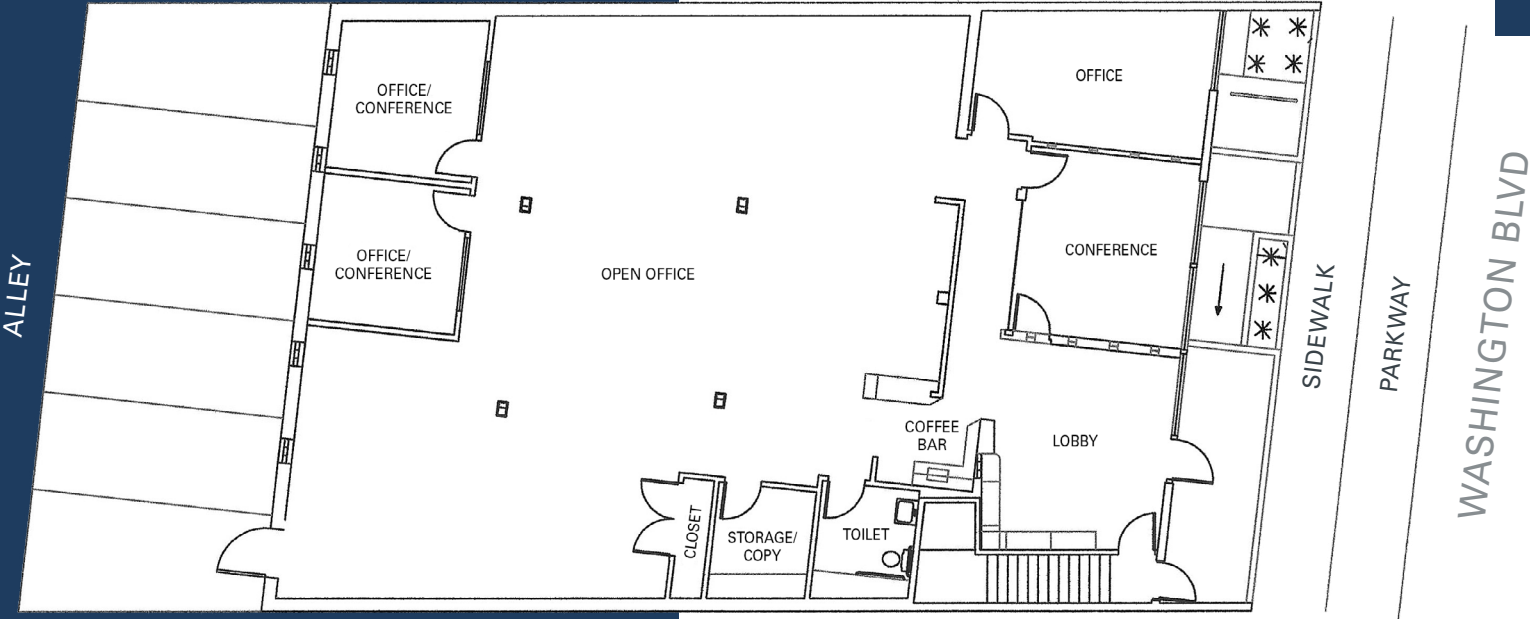 OFFICE/
CONFERENCE
OFFICE
OFFICE/
CONFERENCE
OPEN OFFICE
CONFERENCE
ALLEY
SIDEWALK
PARKWAY
WASHINGTON BLVD
COFFEE
BAR
LOBBY
CLOSET
STORAGE/
COPY
TOILET